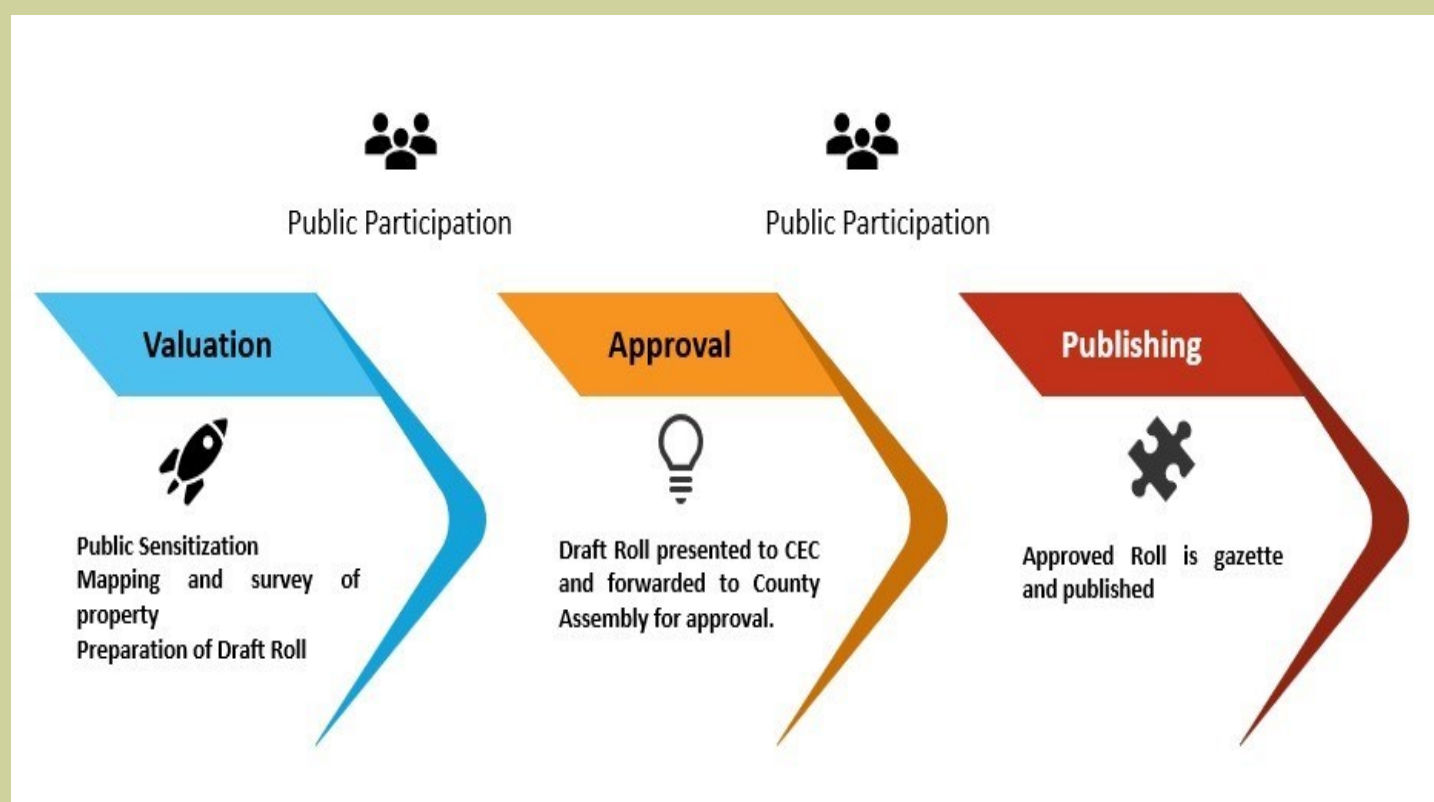 Public Participation
Public Participation
Valuation
Public Sensitization
Mapping and survey of
property
Preparation of Draft Roll
Approval
Draft Roll presented to CEC
and forwarded to County
Assembly for approval.
Publishing
Approved Roll is gazette
and published